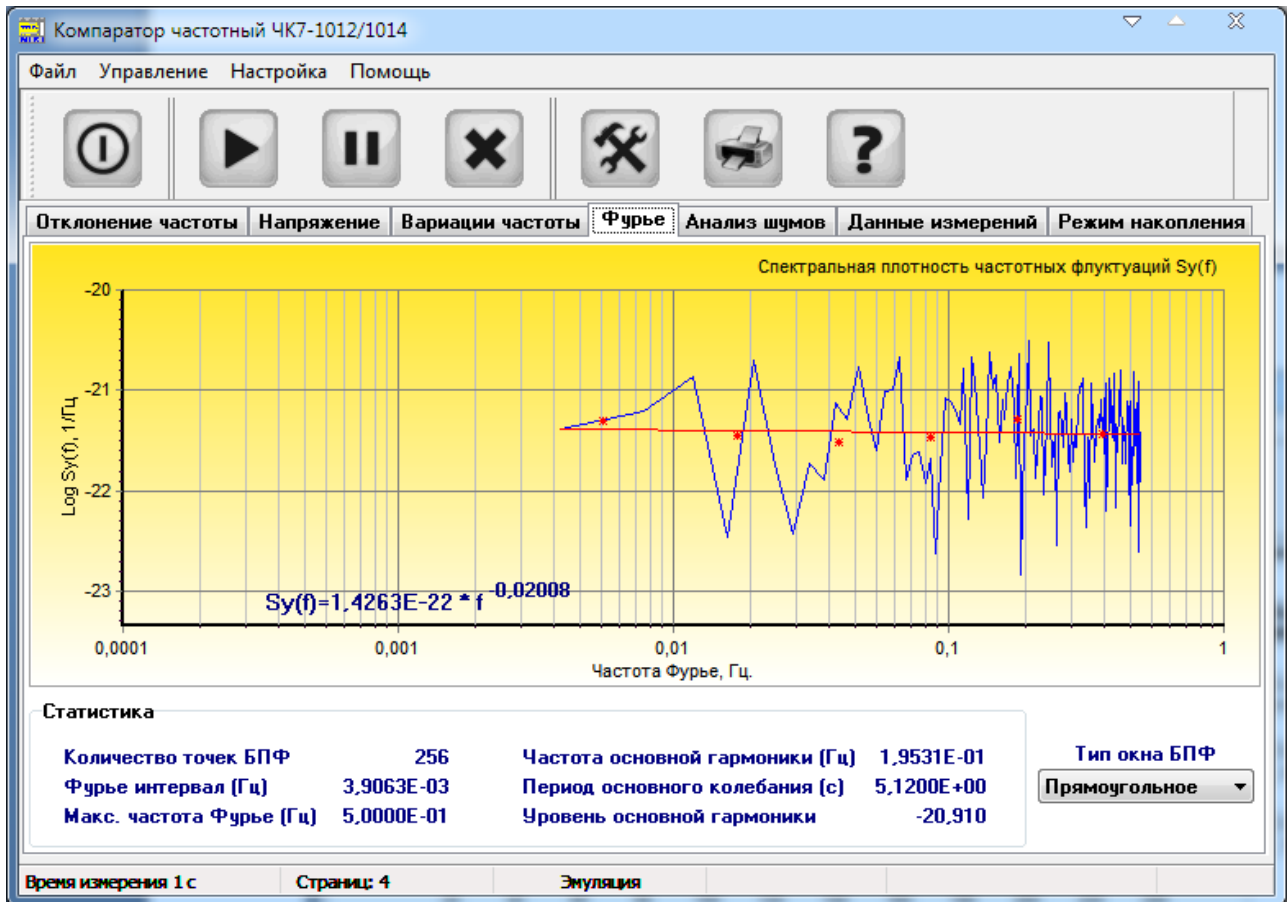 Компаратор частотный ЧК7-1012/1014
Файл Управление Настройка Помощь
Отклонение частоты Напряжение Вариации частоты Фурье Анализ шумов Данные измерений Режим накопления
Спектральная плотность частотных флуктуаций Sy(f)
-20
-21
-22
-23
Log Sy(f), 1/Гц
Sy(f)=1,4263E-22 * f -0,02008
0,0001 0,001 0,01 0,1 1
Частота Фурье, Гц.
Статистика
Количество точек БПФ 256 Частота основной гармоники (Гц) 1,9531E-01 Тип окна БПФ
Фурье интервал (Гц) 3,9063E-03 Период основного колебания (с) 5,1200E+00 Прямоугольное
Макс. частота Фурье (Гц) 5,0000E-01 Уровень основной гармоники -20,910
Время измерения 1 с Страниц: 4 Эмуляция